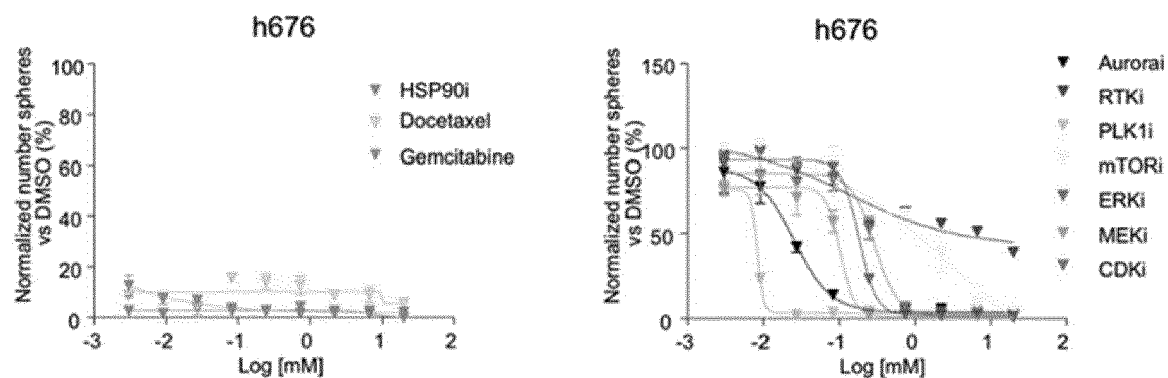 h676
Normalized number spheres
vs DMSO (%)
100
80
60
40
20
0
-3 -2 -1 0 1 2
Log [mM]
HSP90i
Docetaxel
Gemcitabine
h676
Normalized number spheres
vs DMSO (%)
150
100
50
0
-3 -2 -1 0 1 2
Log [mM]
Aurorai
RTKi
PLK1i
mTORi
ERKi
MEKi
CDKi